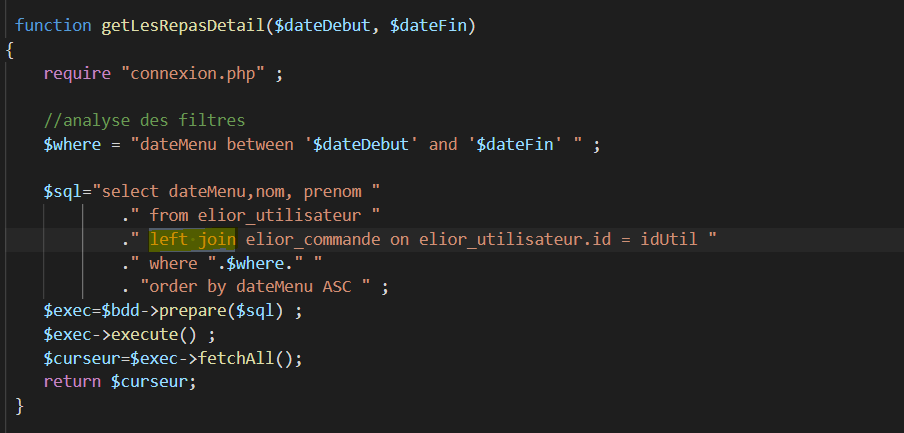 function getLesRepasDetail($dateDebut, $dateFin)
{
require "connexion.php" ;
//analyse des filtres
$where = "dateMenu between '$dateDebut' and '$dateFin' " ;
$sql="select dateMenu,nom, prenom "
." from elior_utilisateur "
." left join elior_commande on elior_utilisateur.id = idUtil "
." where ".$where." "
. "order by dateMenu ASC " ;
$exec=$bdd->prepare($sql) ;
$exec->execute() ;
$curseur=$exec->fetchAll();
return $curseur;
}